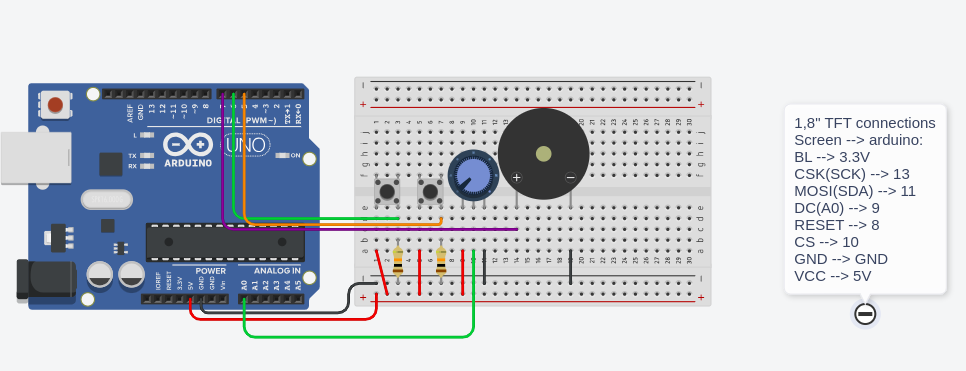 1,8" TFT connections
Screen --> arduino:
BL --> 3.3V
CSK(SCK) --> 13
MOSI(SDA) --> 11
DC(A0) --> 9
RESET --> 8
CS --> 10
GND --> GND
VCC --> 5V
AREF
GND
13
12
~11
~10
~9
8
4
~3
2
TX→1
RX←0
DIGITAL (PWM~)
L
TX
RX
ARDUINO
UNO
ON
IOREF
RESET
3.3V
5V
GND
GND
Vin
POWER
ANALOG IN
A0
A1
A2
A3
A4
A5